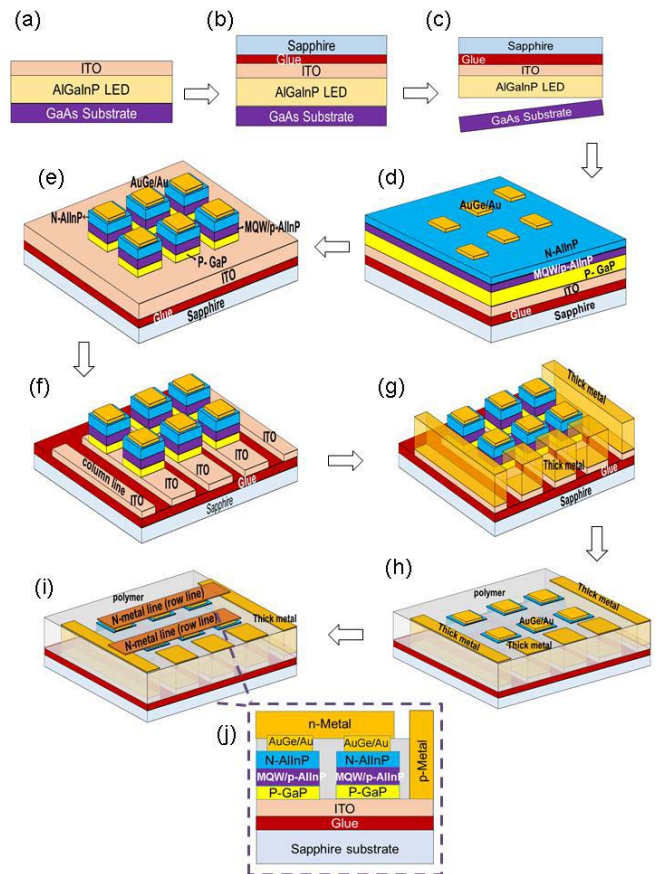 (a)
ITO
AlGaInP LED
GaAs Substrate
(b)
Sapphire
Glue
ITO
AlGaInP LED
GaAs Substrate
(c)
Sapphire
Glue
ITO
AlGaInP LED
GaAs Substrate
(d)
AuGe/Au
N-AlInP
MQW/p-AlInP
P- GaP
ITO
Glue
Sapphire
(e)
AuGe/Au
N-AlInP
MQW/p-AlInP
P- GaP
ITO
Glue
Sapphire
(f)
column line
ITO
ITO
ITO
ITO
ITO
Glue
Sapphire
(g)
Thick metal
Thick metal
Glue
Sapphire
(h)
polymer
Thick metal
AuGe/Au
Thick metal
Thick metal
(i)
polymer
N-metal line (row line)
Thick metal
N-metal line (row line)
(j)
n-Metal
p-Metal
AuGe/Au
AuGe/Au
N-AlInP
N-AlInP
MQW/p-AlInP
MQW/p-AlInP
P-GaP
P-GaP
ITO
Glue
Sapphire substrate